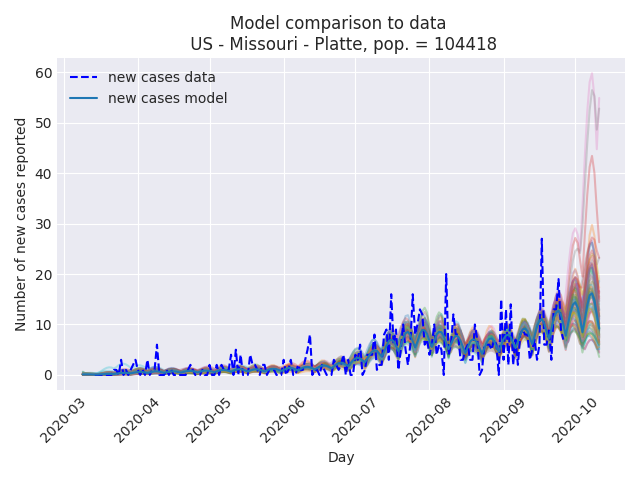 Model comparison to data
US - Missouri - Platte, pop. = 104418
new cases data
new cases model
Number of new cases reported
60
50
40
30
20
10
0
2020-03
2020-04
2020-05
2020-06
2020-07
2020-08
2020-09
2020-10
Day